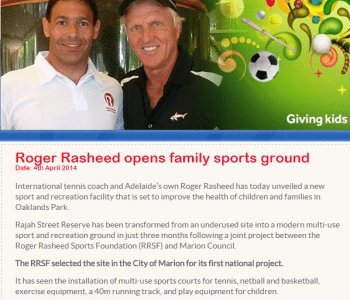 Giving kids
Roger Rasheed opens family sports ground
Date: 4th April 2014
International tennis coach and Adelaide's own Roger Rasheed has today unveiled a new
sport and recreation facility that is set to improve the health of children and families in
Oaklands Park.
Rajah Street Reserve has been transformed from an underused site into a modern multi-use
sport and recreation ground in just three months following a joint project between the
Roger Rasheed Sports Foundation (RRSF) and Marion Council.
The RRSF selected the site in the City of Marion for its first national project.
It has seen the installation of multi-use sports courts for tennis, netball and basketball,
exercise equipment, a 40m running track, and play equipment for children.